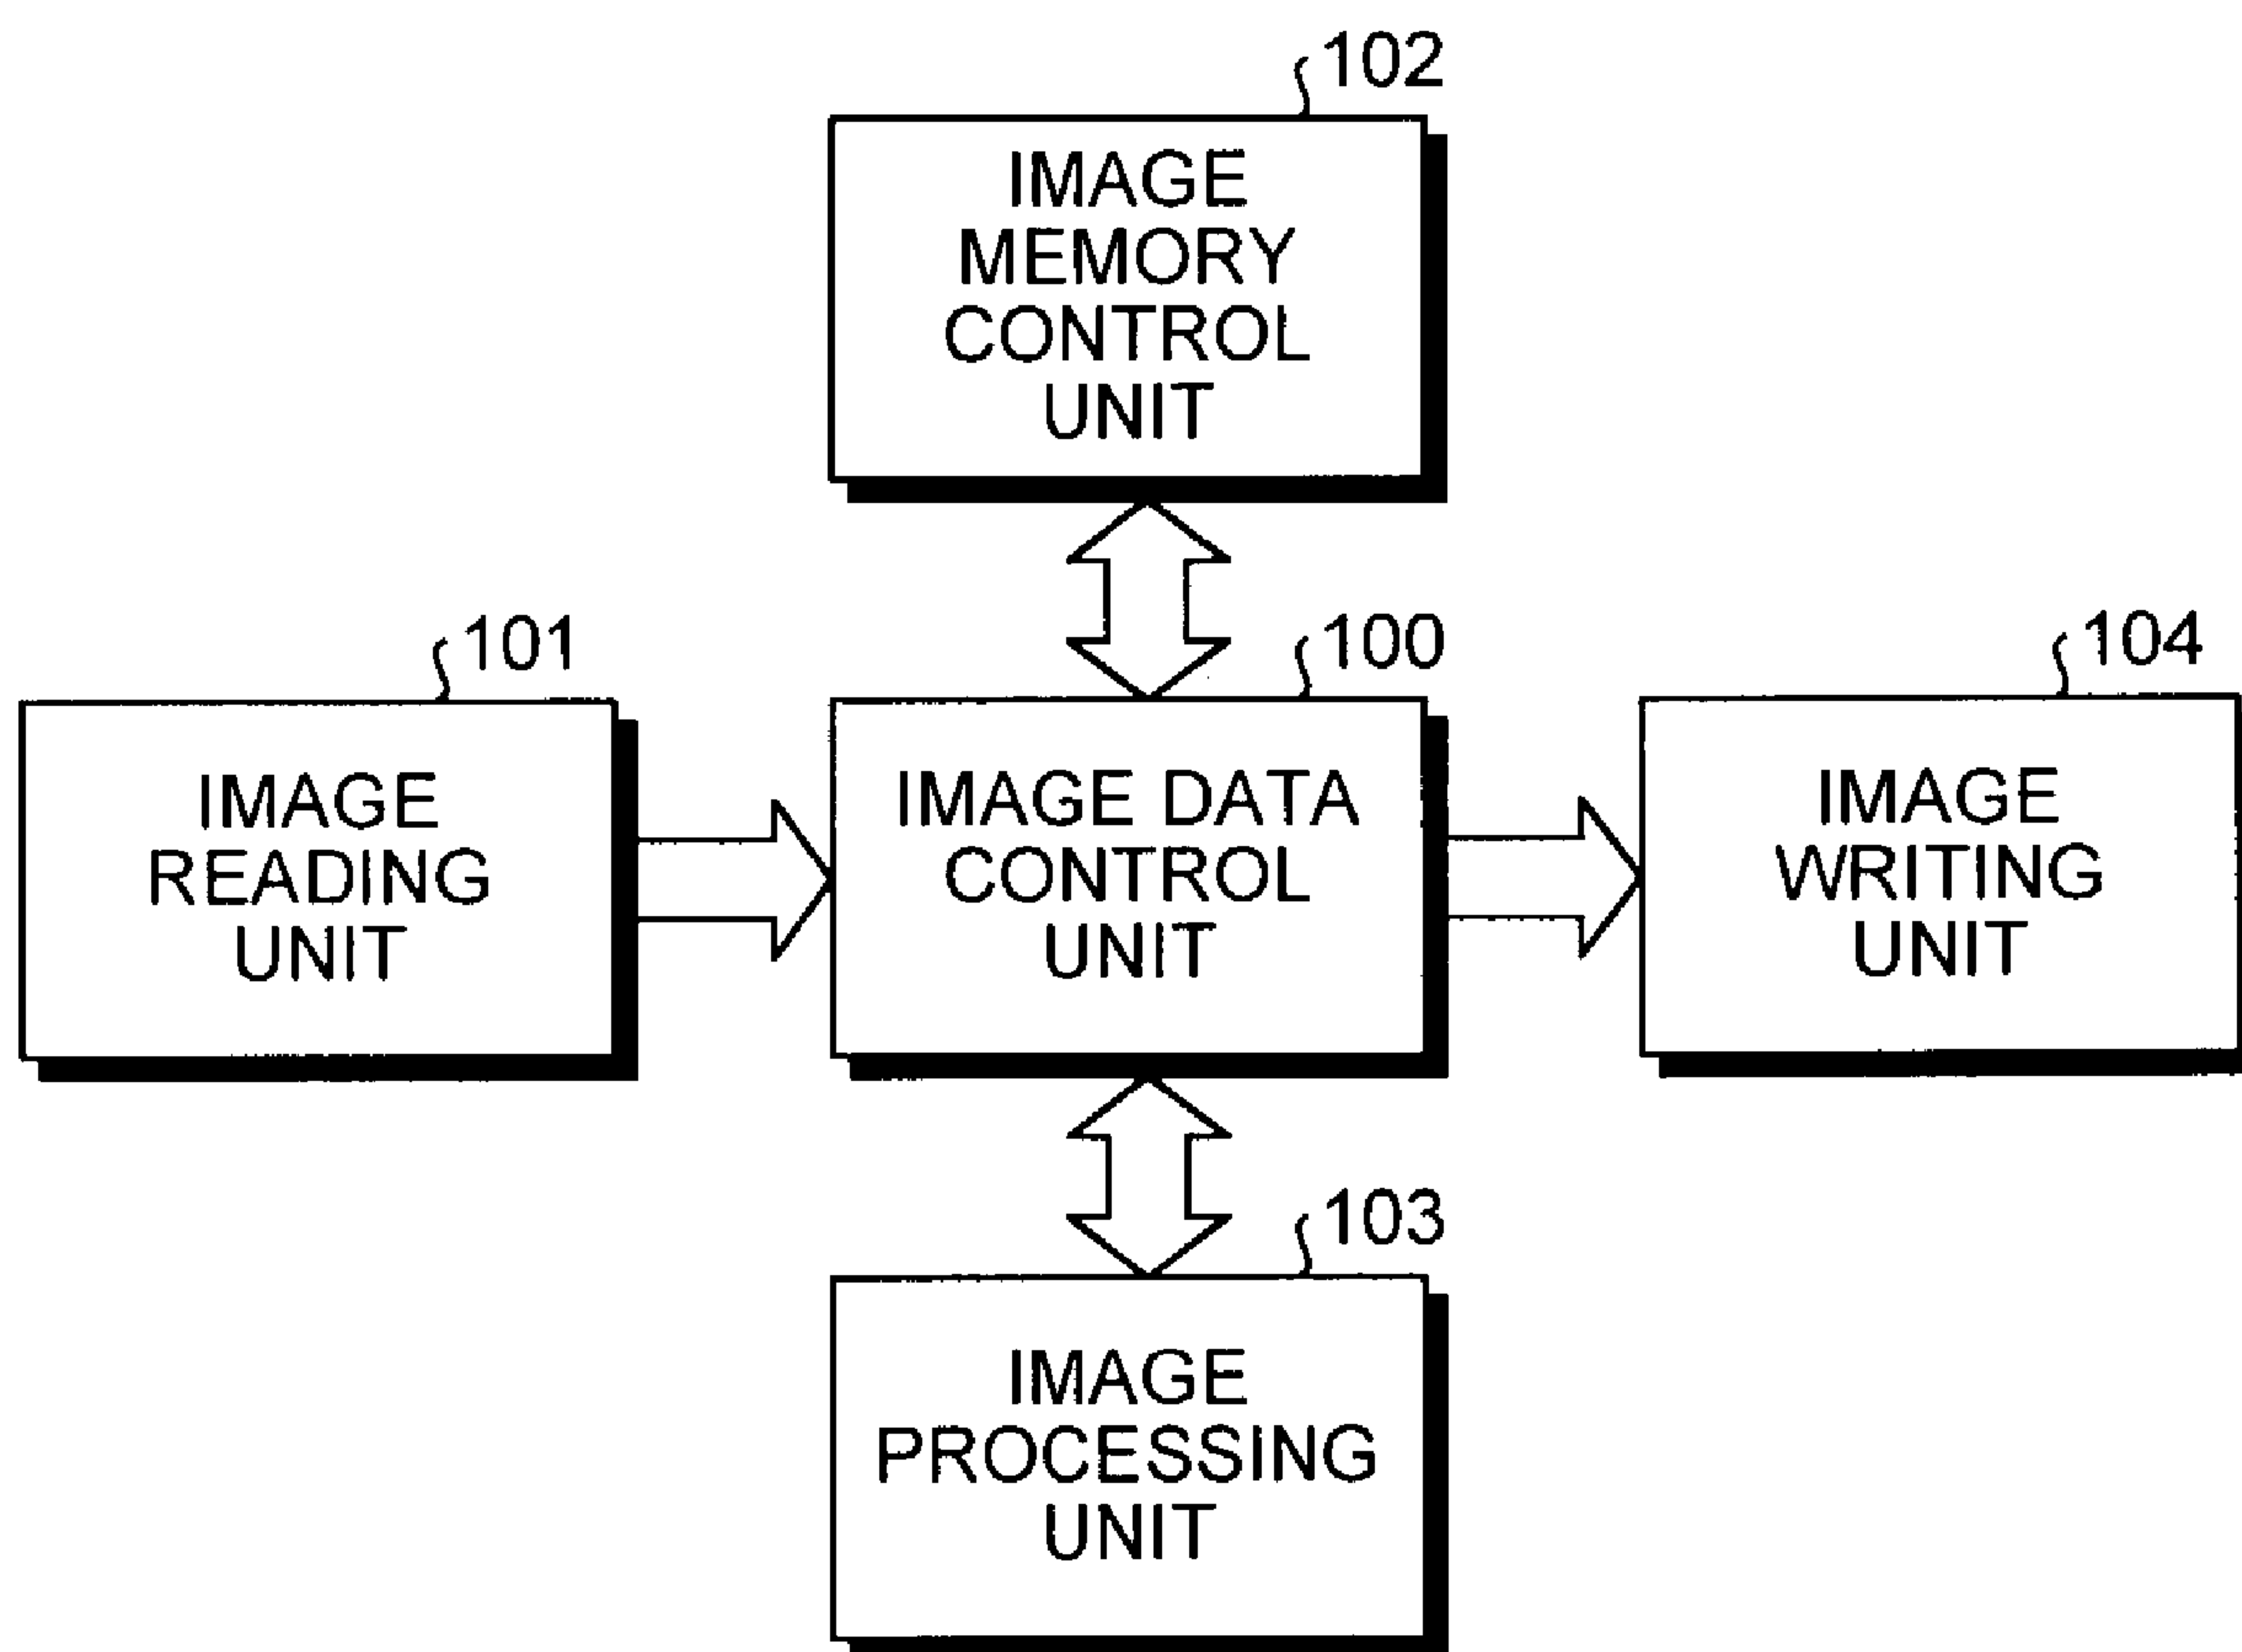 102
IMAGE
MEMORY
CONTROL
UNIT
101
IMAGE
READING
UNIT
100
IMAGE DATA
CONTROL
UNIT
104
IMAGE
WRITING
UNIT
103
IMAGE
PROCESSING
UNIT